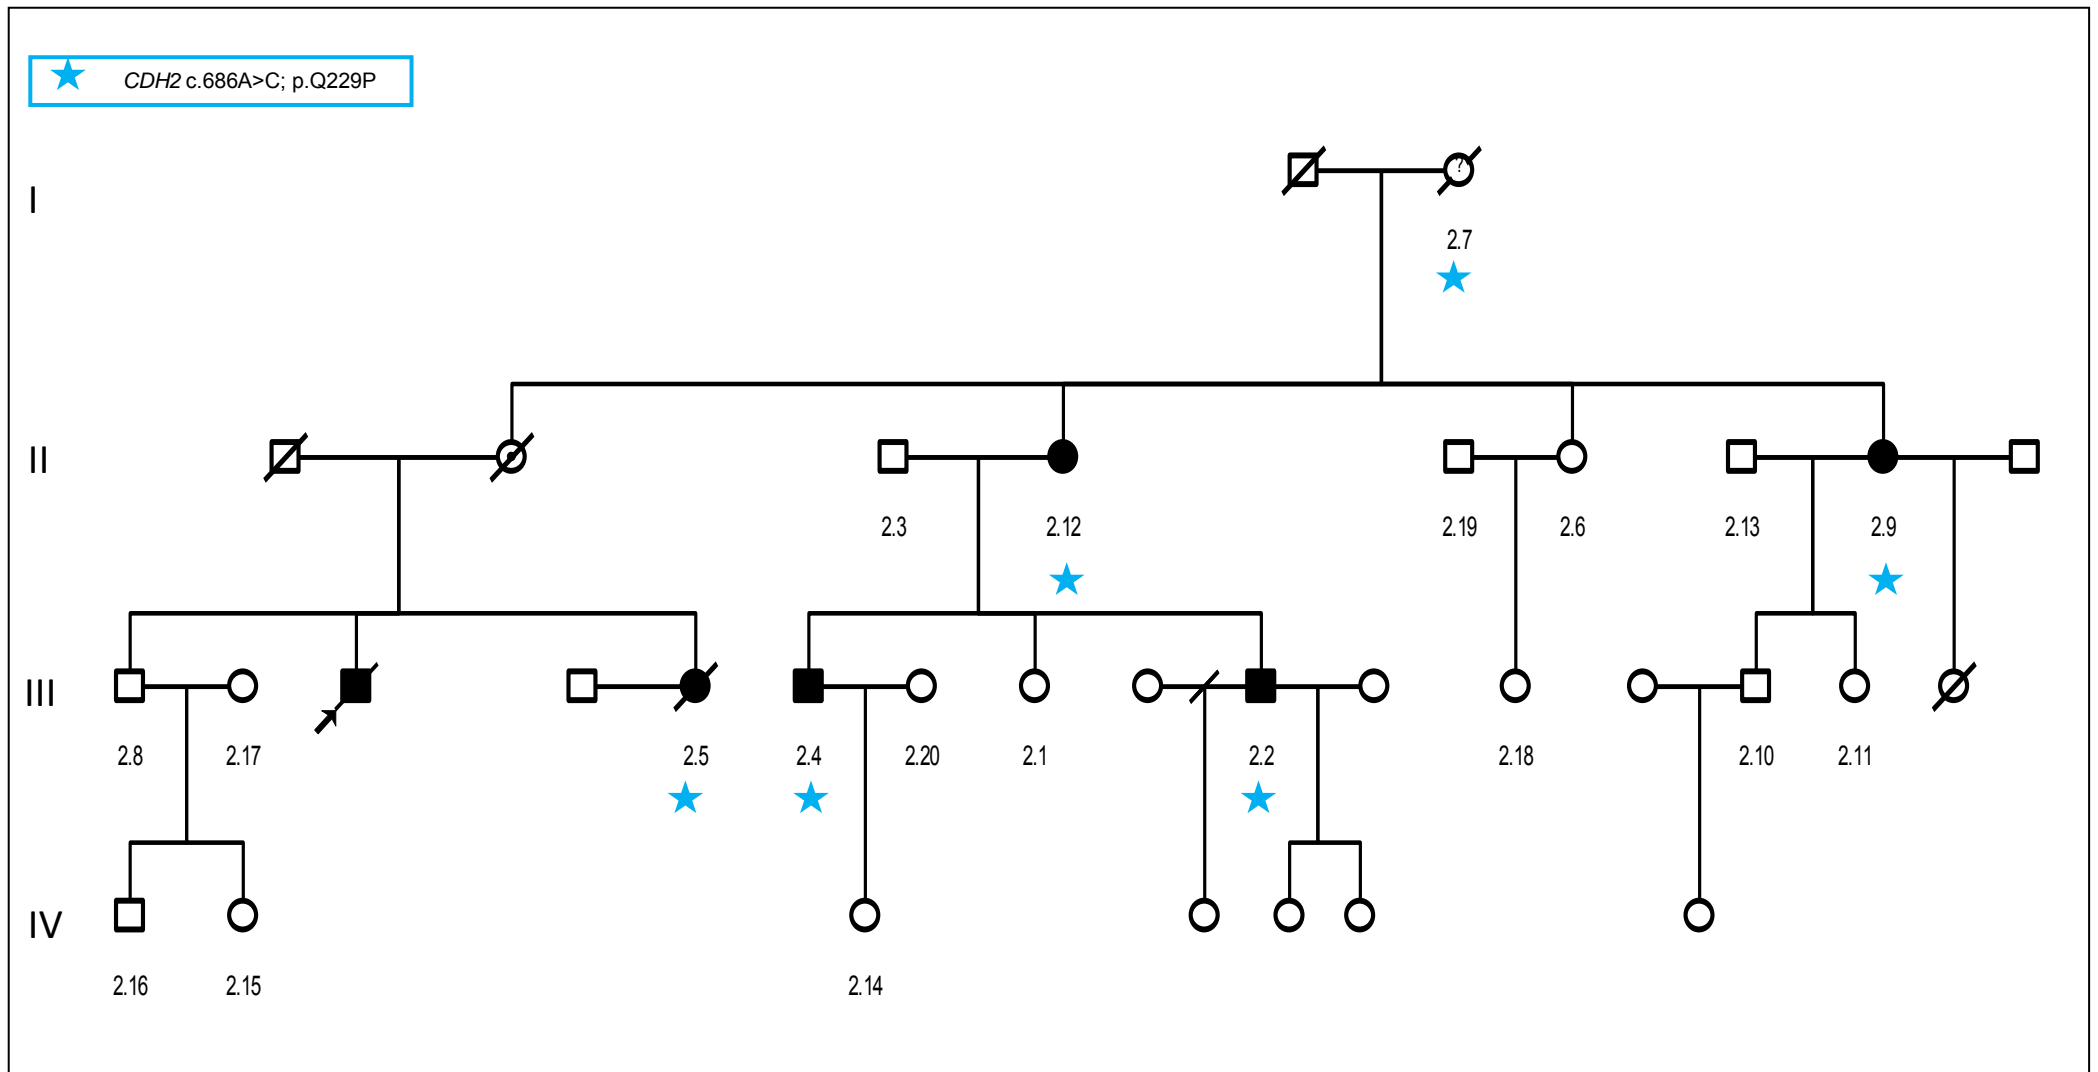 CDH2 c.686A>C; p.Q229P
I
?
2.7
II
2.3 2.12 2.19 2.6 2.13 2.9
III
2.8 2.17 2.5 2.4 2.20 2.1 2.2 2.18 2.10 2.11
IV
2.16 2.15 2.14